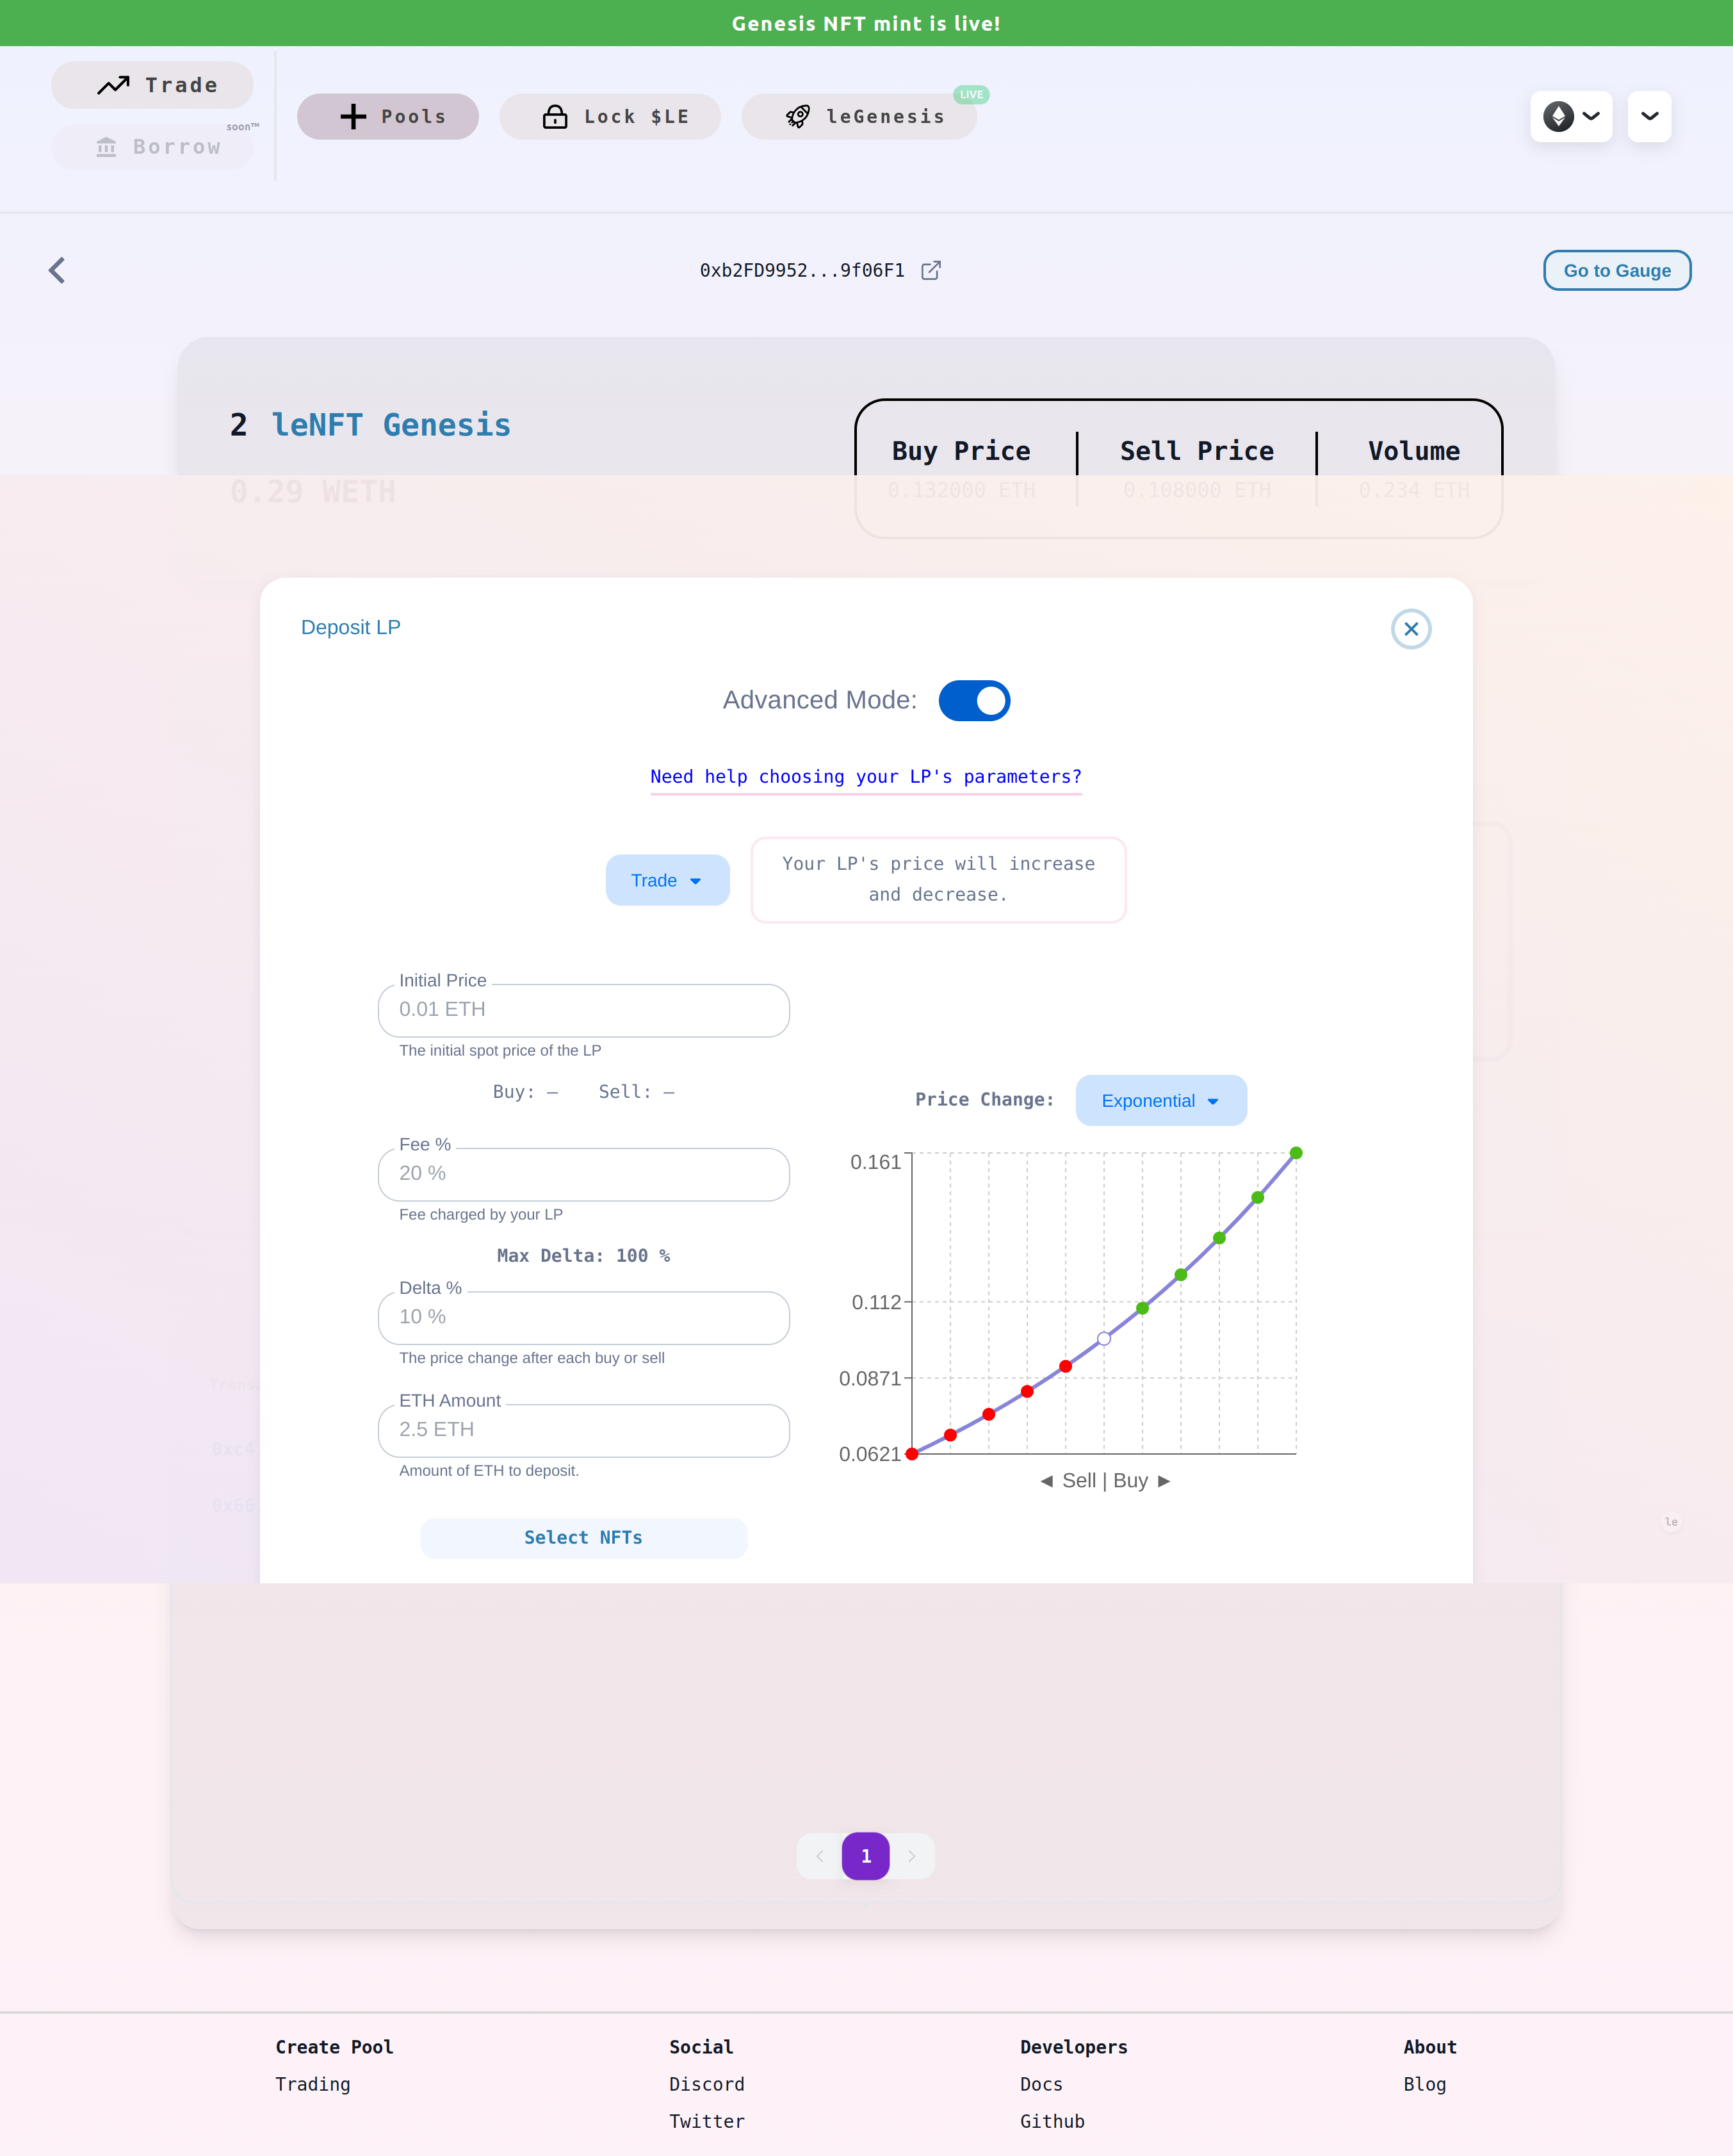 Genesis NFT mint is live!
Trade
Borrow
soon™
Pools
Lock $LE
leGenesis
LIVE
0xb2FD9952...9f06F1
Go to Gauge
2 leNFT Genesis
0.29 WETH
Buy Price
Sell Price
Volume
0.132000 ETH
0.108000 ETH
0.234 ETH
Deposit LP
Advanced Mode:
Need help choosing your LP's parameters?
Trade
Your LP's price will increase
and decrease.
Initial Price
0.01 ETH
The initial spot price of the LP
Buy: – Sell: –
Fee %
20 %
Fee charged by your LP
Max Delta: 100 %
Delta %
10 %
The price change after each buy or sell
ETH Amount
2.5 ETH
Amount of ETH to deposit.
Select NFTs
Price Change:
Exponential
0.161
0.112
0.0871
0.0621
◄ Sell | Buy ►
0xc4
0x66
le
1
Create Pool
Trading
Social
Discord
Twitter
Developers
Docs
Github
About
Blog